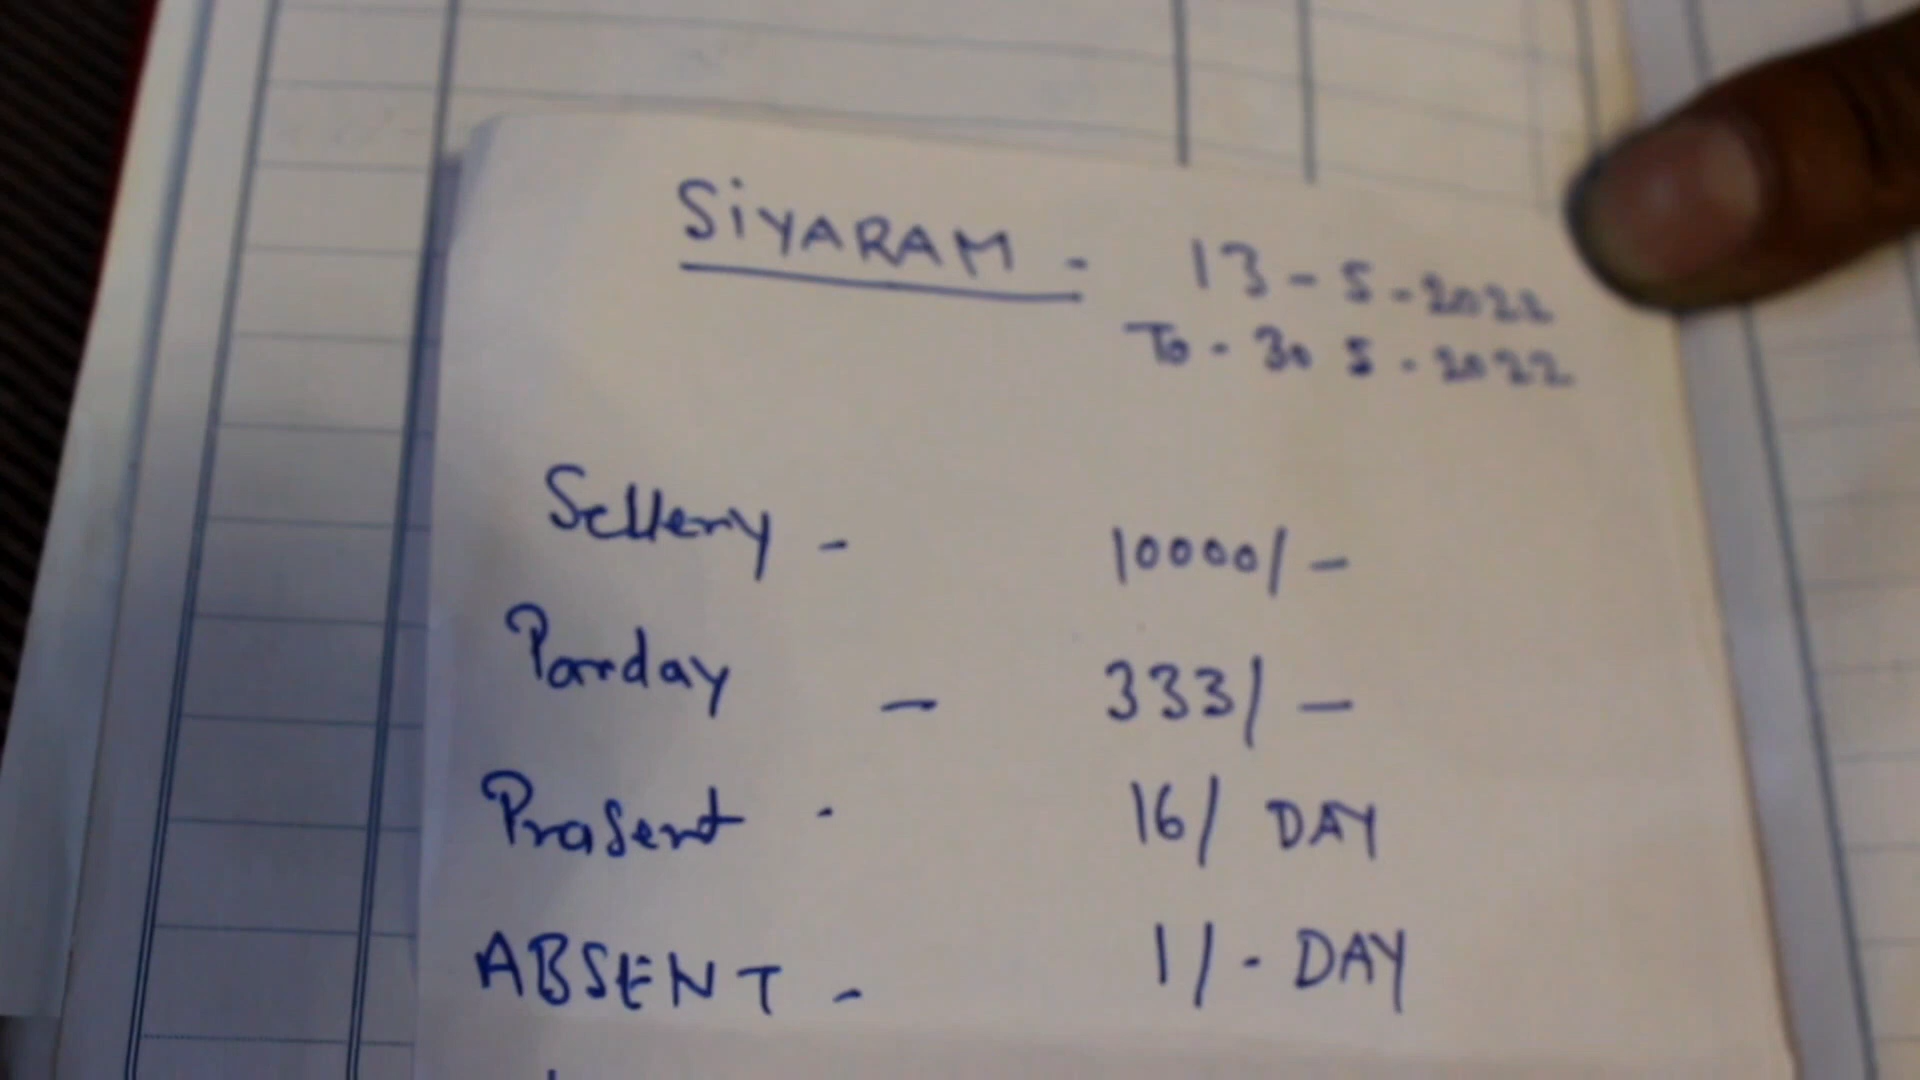 SiYARAM - 13-5-2022
To - 30 5-2022
Sellery - 10000/-
Parday - 333/-
Prasent - 16/ DAY
ABSENT - 1/- DAY